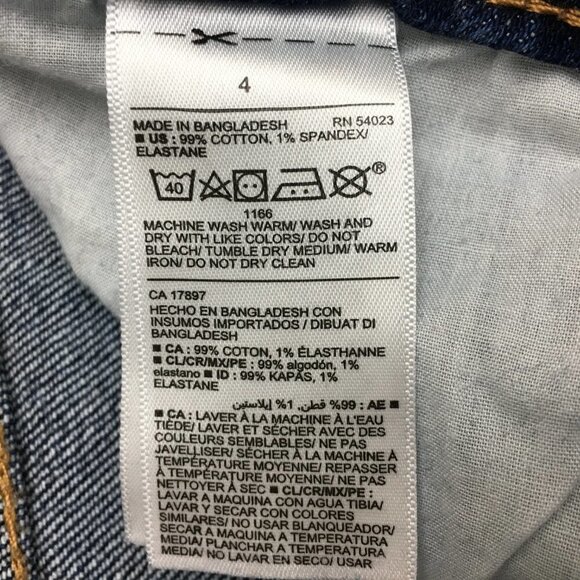 4
RN 54023
MADE IN BANGLADESH
■ US : 99% COTTON, 1% SPANDEX/
ELASTANE
40
®
1166
MACHINE WASH WARM/ WASH AND
DRY WITH LIKE COLORS/ DO NOT
BLEACH/ TUMBLE DRY MEDIUM/ WARM
IRON/ DO NOT DRY CLEAN
CA 17897
HECHO EN BANGLADESH CON
INSUMOS IMPORTADOS / DIBUAT DI
BANGLADESH
■ CA : 99% COTTON, 1% ÉLASTHANNE
■ CL/CR/MX/PE : 99% algodón, 1%
elastano ■ ID : 99% KAPAS, 1%
ELASTANE
■ AE : 99% قطن, 1% إيلاستين
■ CA : LAVER À LA MACHINE À L'EAU
TIÈDE/ LAVER ET SÉCHER AVEC DES
COULEURS SEMBLABLES/ NE PAS
JAVELLISER/ SÉCHER À LA MACHINE À
TEMPÉRATURE MOYENNE/ REPASSER
À TEMPÉRATURE MOYENNE/ NE PAS
NETTOYER À SEC ■ CL/CR/MX/PE :
LAVAR A MAQUINA CON AGUA TIBIA/
LAVAR Y SECAR CON COLORES
SIMILARES/ NO USAR BLANQUEADOR/
SECAR A MAQUINA A TEMPERATURA
MEDIA/ PLANCHAR A TEMPERATURA
MEDIA/ NO LAVAR EN SECO/ USAR